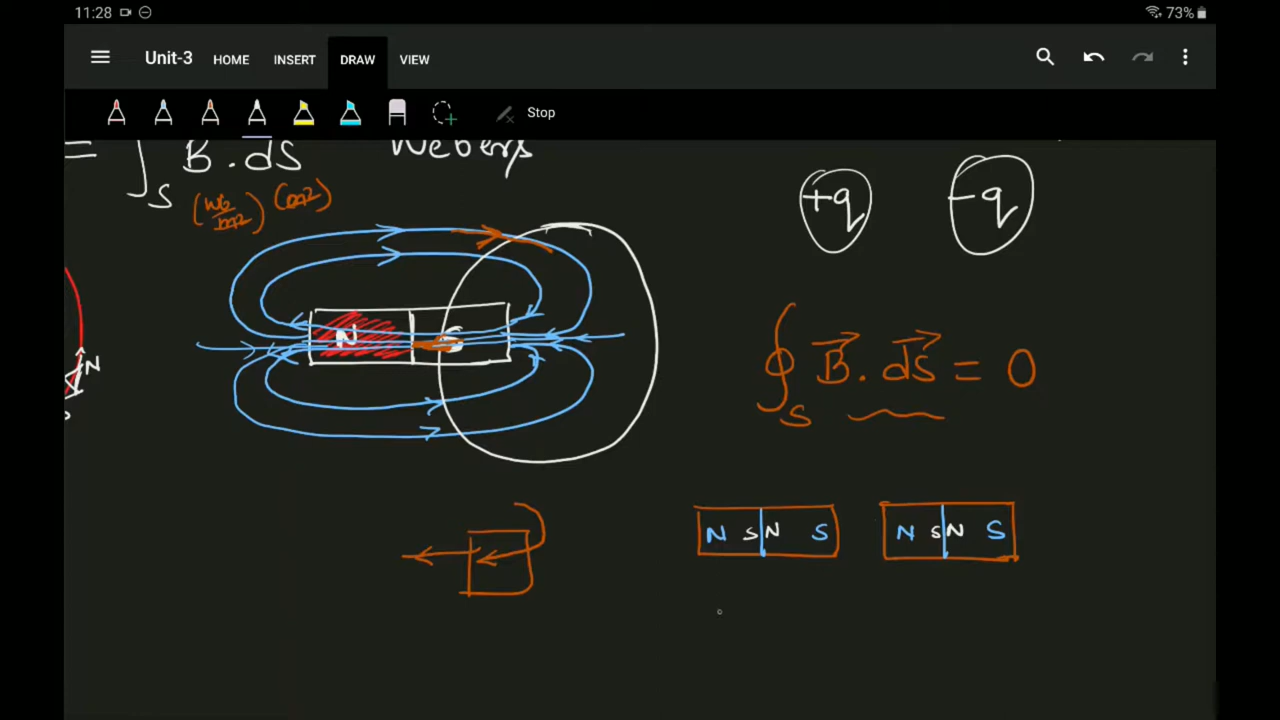 11:28
73%
Unit-3 HOME INSERT DRAW VIEW
Stop
= ∫S B . dS Webers
(Wb/m2) (m2)
+q -q
N S
N
∮S B⃗ . dS⃗ = 0
N S N S
N S N S